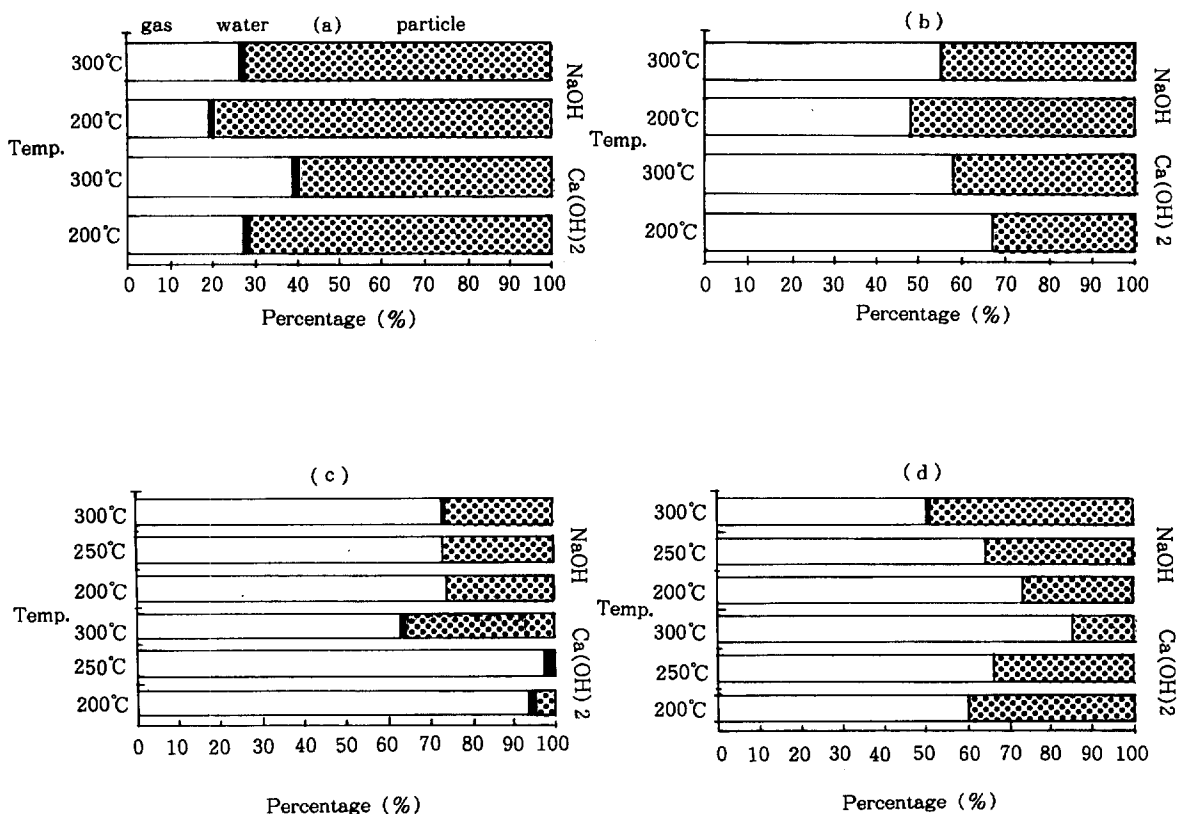 gas water (a) particle
300℃
200℃
Temp.
300℃
200℃
NaOH
Ca(OH)2
0 10 20 30 40 50 60 70 80 90 100
Percentage (%)
(b)
300℃
200℃
Temp.
300℃
200℃
NaOH
Ca(OH)2
0 10 20 30 40 50 60 70 80 90 100
Percentage (%)
(c)
300℃
250℃
200℃
Temp.
300℃
250℃
200℃
NaOH
Ca(OH)2
0 10 20 30 40 50 60 70 80 90 100
Percentage (%)
(d)
300℃
250℃
200℃
Temp.
300℃
250℃
200℃
NaOH
Ca(OH)2
0 10 20 30 40 50 60 70 80 90 100
Percentage (%)